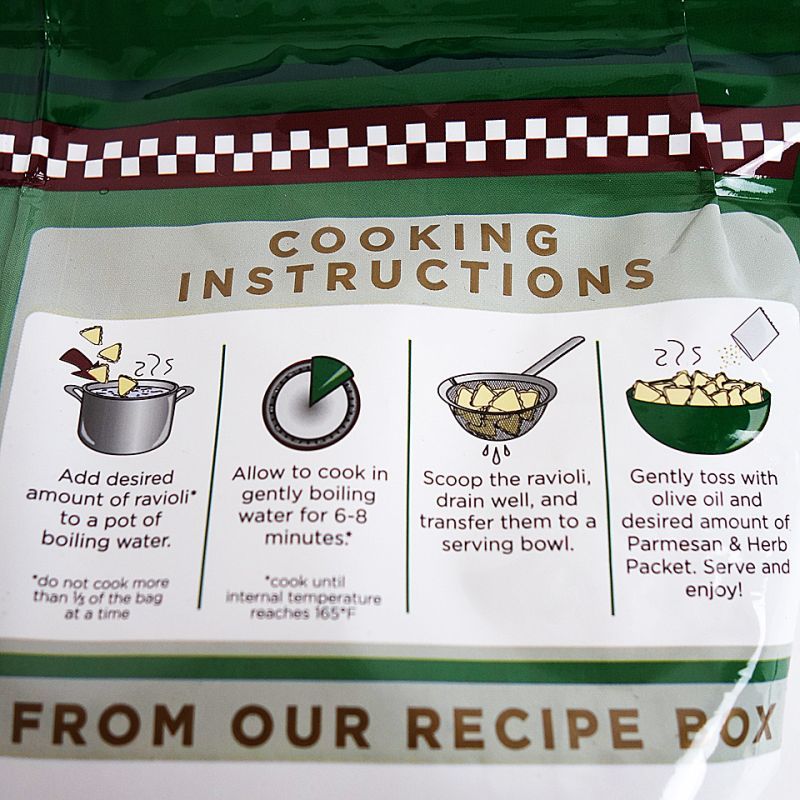 COOKING
INSTRUCTIONS
Add desired
amount of ravioli*
to a pot of
boiling water.
*do not cook more
than ⅓ of the bag
at a time
Allow to cook in
gently boiling
water for 6-8
minutes.*
*cook until
internal temperature
reaches 165°F
Scoop the ravioli,
drain well, and
transfer them to a
serving bowl.
Gently toss with
olive oil and
desired amount of
Parmesan & Herb
Packet. Serve and
enjoy!
FROM OUR RECIPE BOX